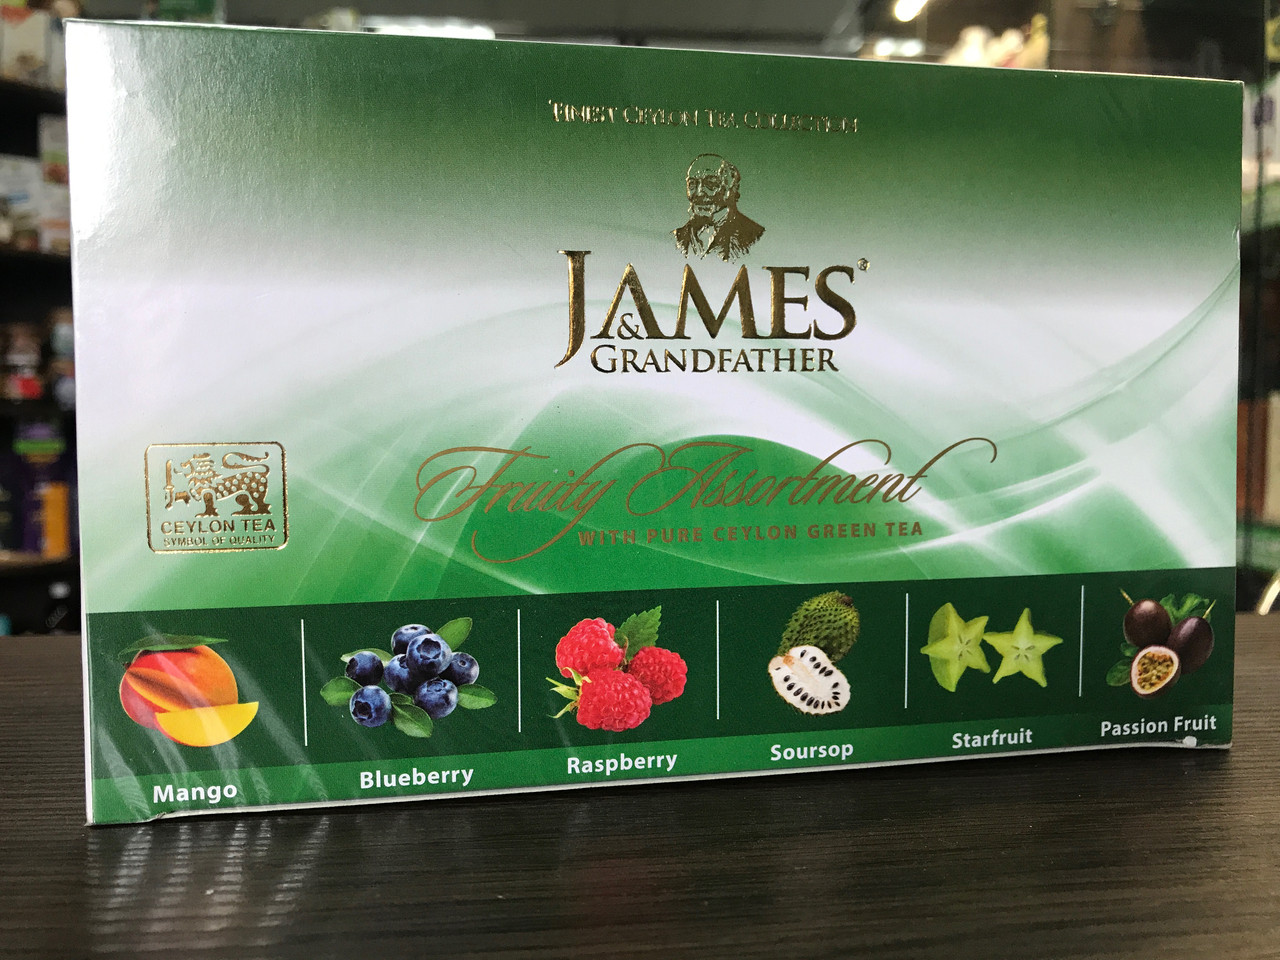 FINEST CEYLON TEA COLLECTION
JAMES®
& GRANDFATHER
Fruity Assortment
WITH PURE CEYLON GREEN TEA
CEYLON TEA
SYMBOL OF QUALITY
Mango
Blueberry
Raspberry
Soursop
Starfruit
Passion Fruit